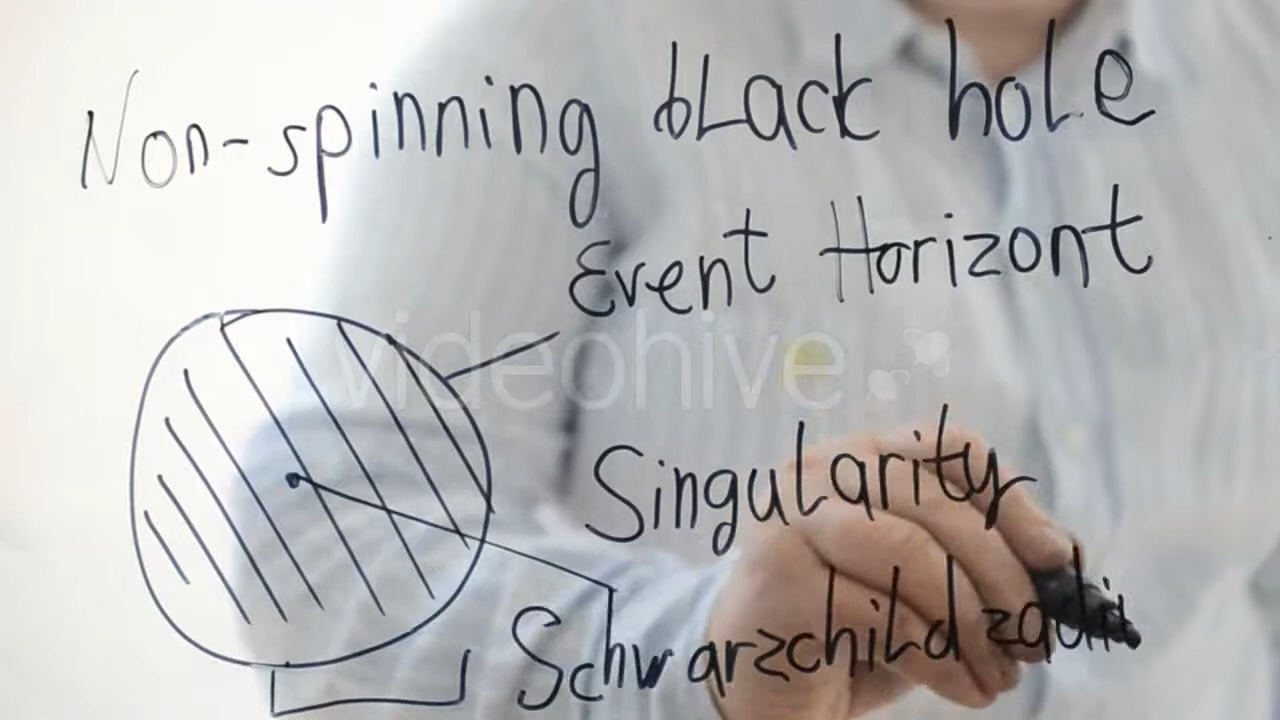 Non-spinning black hole
Event Horizont
videohive
Singularity
Schwarzchild